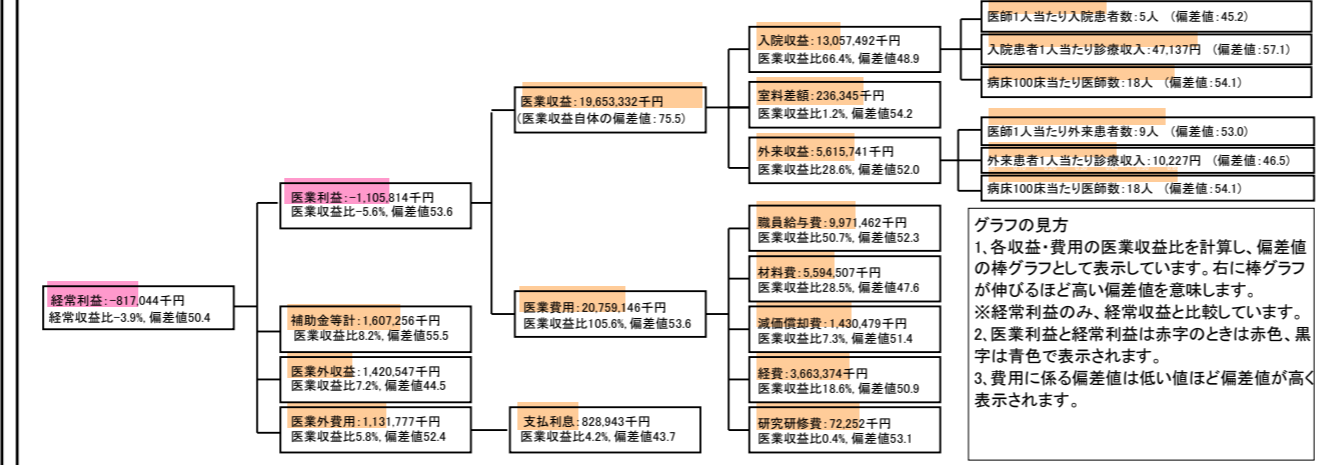 経常利益:-817,044千円
経常収益比-3.9%, 偏差値50.4
医業利益:-1,105,814千円
医業収益比-5.6%, 偏差値53.6
補助金等計:1,607,256千円
医業収益比8.2%, 偏差値55.5
医業外収益:1,420,547千円
医業収益比7.2%, 偏差値44.5
医業外費用:1,131,777千円
医業収益比5.8%, 偏差値52.4
医業収益:19,653,332千円
(医業収益自体の偏差値:75.5)
医業費用:20,759,146千円
医業収益比105.6%, 偏差値53.6
支払利息:828,943千円
医業収益比4.2%, 偏差値43.7
入院収益:13,057,492千円
医業収益比66.4%, 偏差値48.9
室料差額:236,345千円
医業収益比1.2%, 偏差値54.2
外来収益:5,615,741千円
医業収益比28.6%, 偏差値52.0
職員給与費:9,971,462千円
医業収益比50.7%, 偏差値52.3
材料費:5,594,507千円
医業収益比28.5%, 偏差値47.6
減価償却費:1,430,479千円
医業収益比7.3%, 偏差値51.4
経費:3,663,374千円
医業収益比18.6%, 偏差値50.9
研究研修費:72,252千円
医業収益比0.4%, 偏差値53.1
医師1人当たり入院患者数:5人 (偏差値:45.2)
入院患者1人当たり診療収入:47,137円 (偏差値:57.1)
病床100床当たり医師数:18人 (偏差値:54.1)
医師1人当たり外来患者数:9人 (偏差値:53.0)
外来患者1人当たり診療収入:10,227円 (偏差値:46.5)
病床100床当たり医師数:18人 (偏差値:54.1)
グラフの見方
1、各収益・費用の医業収益比を計算し、偏差値
の棒グラフとして表示しています。右に棒グラフ
が伸びるほど高い偏差値を意味します。
※経常利益のみ、経常収益と比較しています。
2、医業利益と経常利益は赤字のときは赤色、黒
字は青色で表示されます。
3、費用に係る偏差値は低い値ほど偏差値が高く
表示されます。